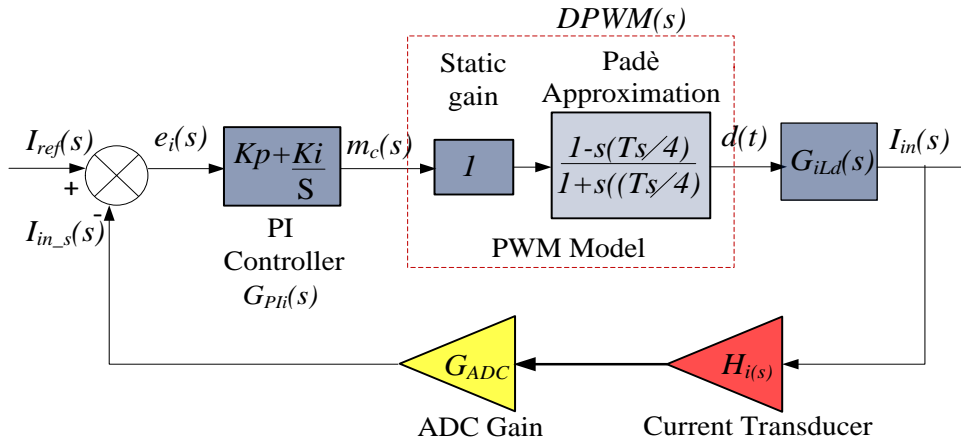 DPWM(s)
Static
gain
Padè
Approximation
I_ref(s)
e_i(s)
Kp+Ki
S
m_c(s)
1
1-s(Ts/4)
1+s((Ts/4)
d(t)
G_iLd(s)
I_in(s)
+
-
I_in_s(s)
PI
Controller
G_PIi(s)
PWM Model
G_ADC
H_i(s)
ADC Gain
Current Transducer